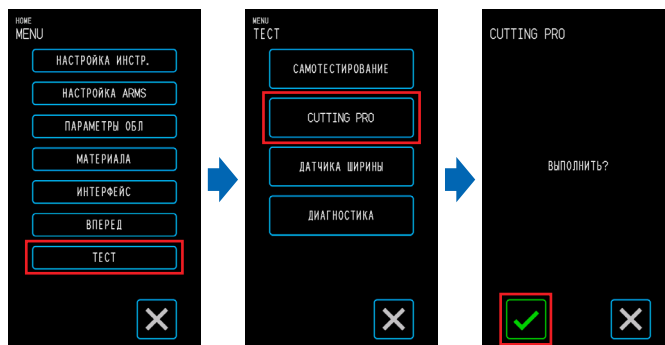 HOME
MENU
НАСТРОЙКА ИНСТР.
НАСТРОЙКА ARMS
ПАРАМЕТРЫ ОБЛ
МАТЕРИАЛА
ИНТЕРФЕЙС
ВПЕРЕД
ТЕСТ
MENU
ТЕСТ
САМОТЕСТИРОВАНИЕ
CUTTING PRO
ДАТЧИКА ШИРИНЫ
ДИАГНОСТИКА
CUTTING PRO
ВЫПОЛНИТЬ?